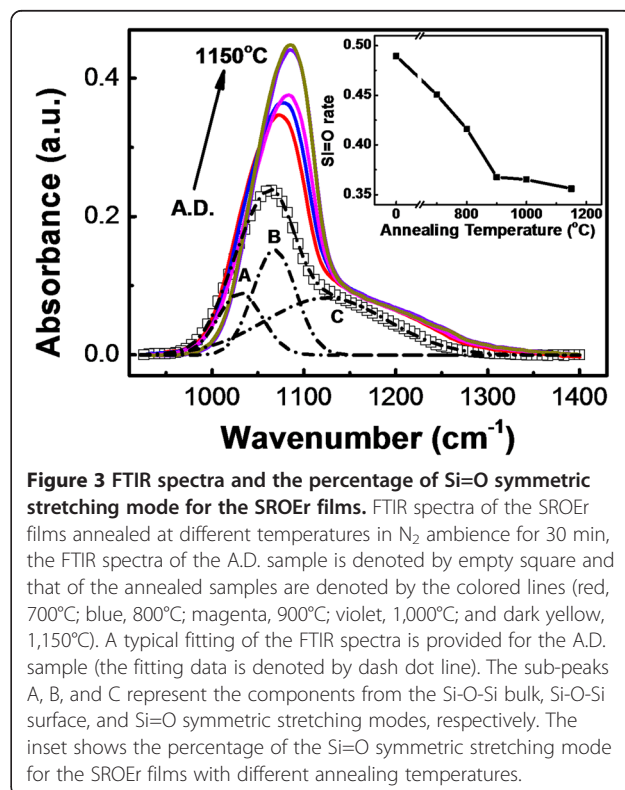 1150°C
A.D.
A
B
C
0.4
0.2
0.0
Absorbance (a.u.)
1000 1100 1200 1300 1400
Wavenumber (cm⁻¹)
0.50
0.45
0.40
0.35
Si=O rate
0 800 1000 1200
Annealing Temperature (°C)
Figure 3 FTIR spectra and the percentage of Si=O symmetric
stretching mode for the SROEr films. FTIR spectra of the SROEr
films annealed at different temperatures in N₂ ambience for 30 min,
the FTIR spectra of the A.D. sample is denoted by empty square and
that of the annealed samples are denoted by the colored lines (red,
700°C; blue, 800°C; magenta, 900°C; violet, 1,000°C; and dark yellow,
1,150°C). A typical fitting of the FTIR spectra is provided for the A.D.
sample (the fitting data is denoted by dash dot line). The sub-peaks
A, B, and C represent the components from the Si-O-Si bulk, Si-O-Si
surface, and Si=O symmetric stretching modes, respectively. The
inset shows the percentage of the Si=O symmetric stretching mode
for the SROEr films with different annealing temperatures.